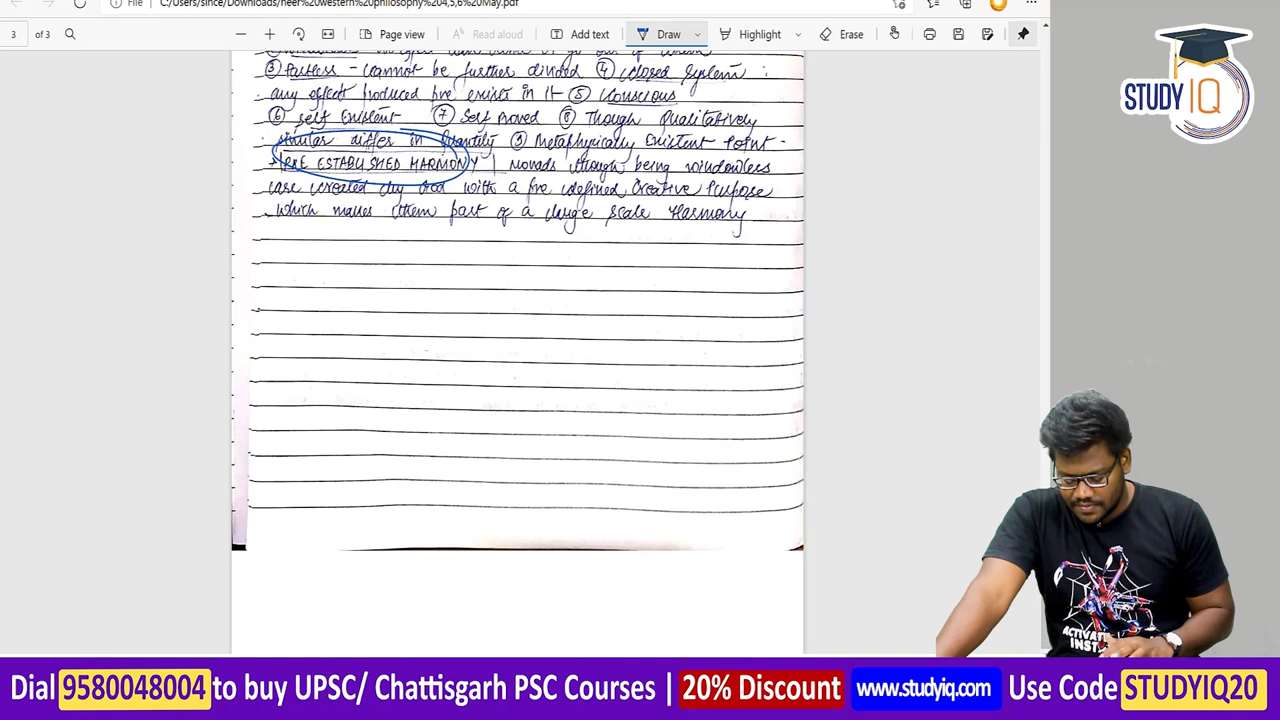 File | C:/Users/since/Downloads/neer%20western%20philosophy%204,5,6%20May.pdf
3 of 3 Page view Read aloud Add text Draw Highlight Erase
③ Partless - cannot be further divided ④ closed system :
any effect produced pre exists in it ⑤ Conscious
⑥ self Existent ⑦ Self Proved ⑧ Though Qualitatively
similar differ in Quantity ⑨ Metaphysically Existent Point -
PRE ESTABLISHED HARMONY | Monads though being windowless
are created by God with a pre defined Creative Purpose
which makes them part of a large scale Harmony
STUDY IQ
ACTIVATE
INST
Dial 9580048004 to buy UPSC/ Chattisgarh PSC Courses | 20% Discount www.studyiq.com Use Code STUDYIQ20